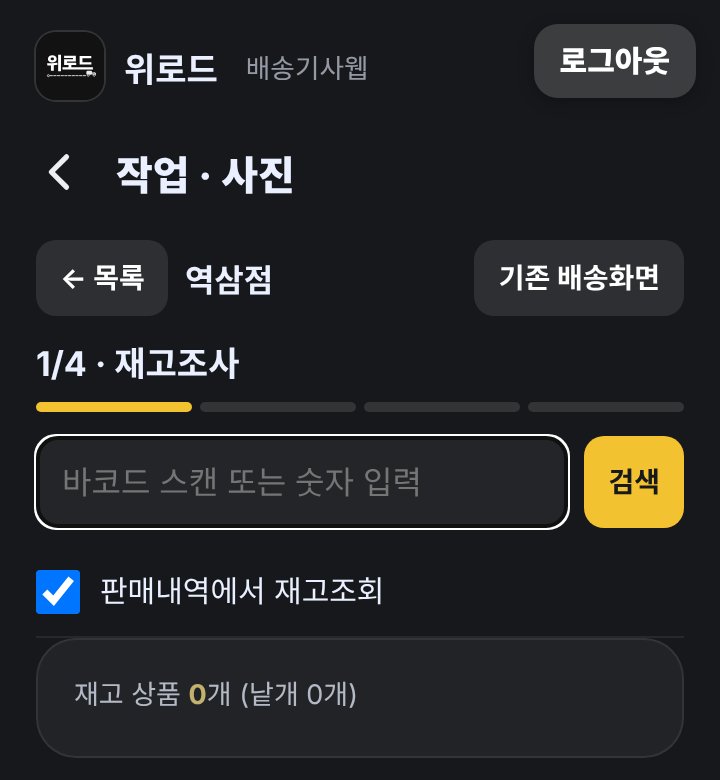 위로드
위로드 배송기사웹 로그아웃
작업 · 사진
← 목록 역삼점 기존 배송화면
1/4 · 재고조사
바코드 스캔 또는 숫자 입력 검색
판매내역에서 재고조회
재고 상품 0개 (낱개 0개)